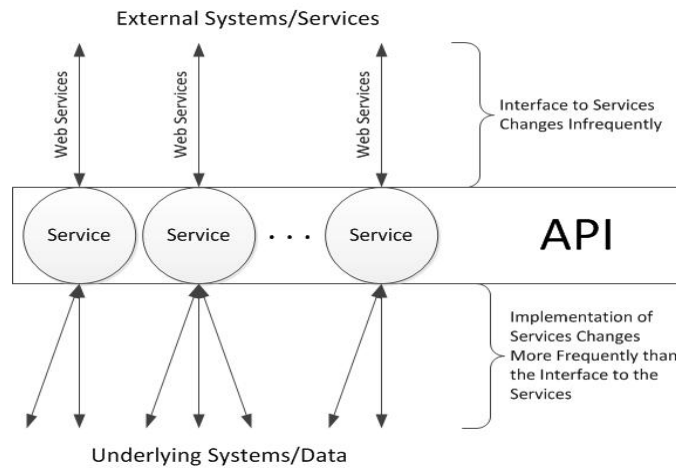 External Systems/Services
Web Services
Web Services
Web Services
Interface to Services
Changes Infrequently
Service
Service
. . .
Service
API
Implementation of
Services Changes
More Frequently than
the Interface to the
Services
Underlying Systems/Data